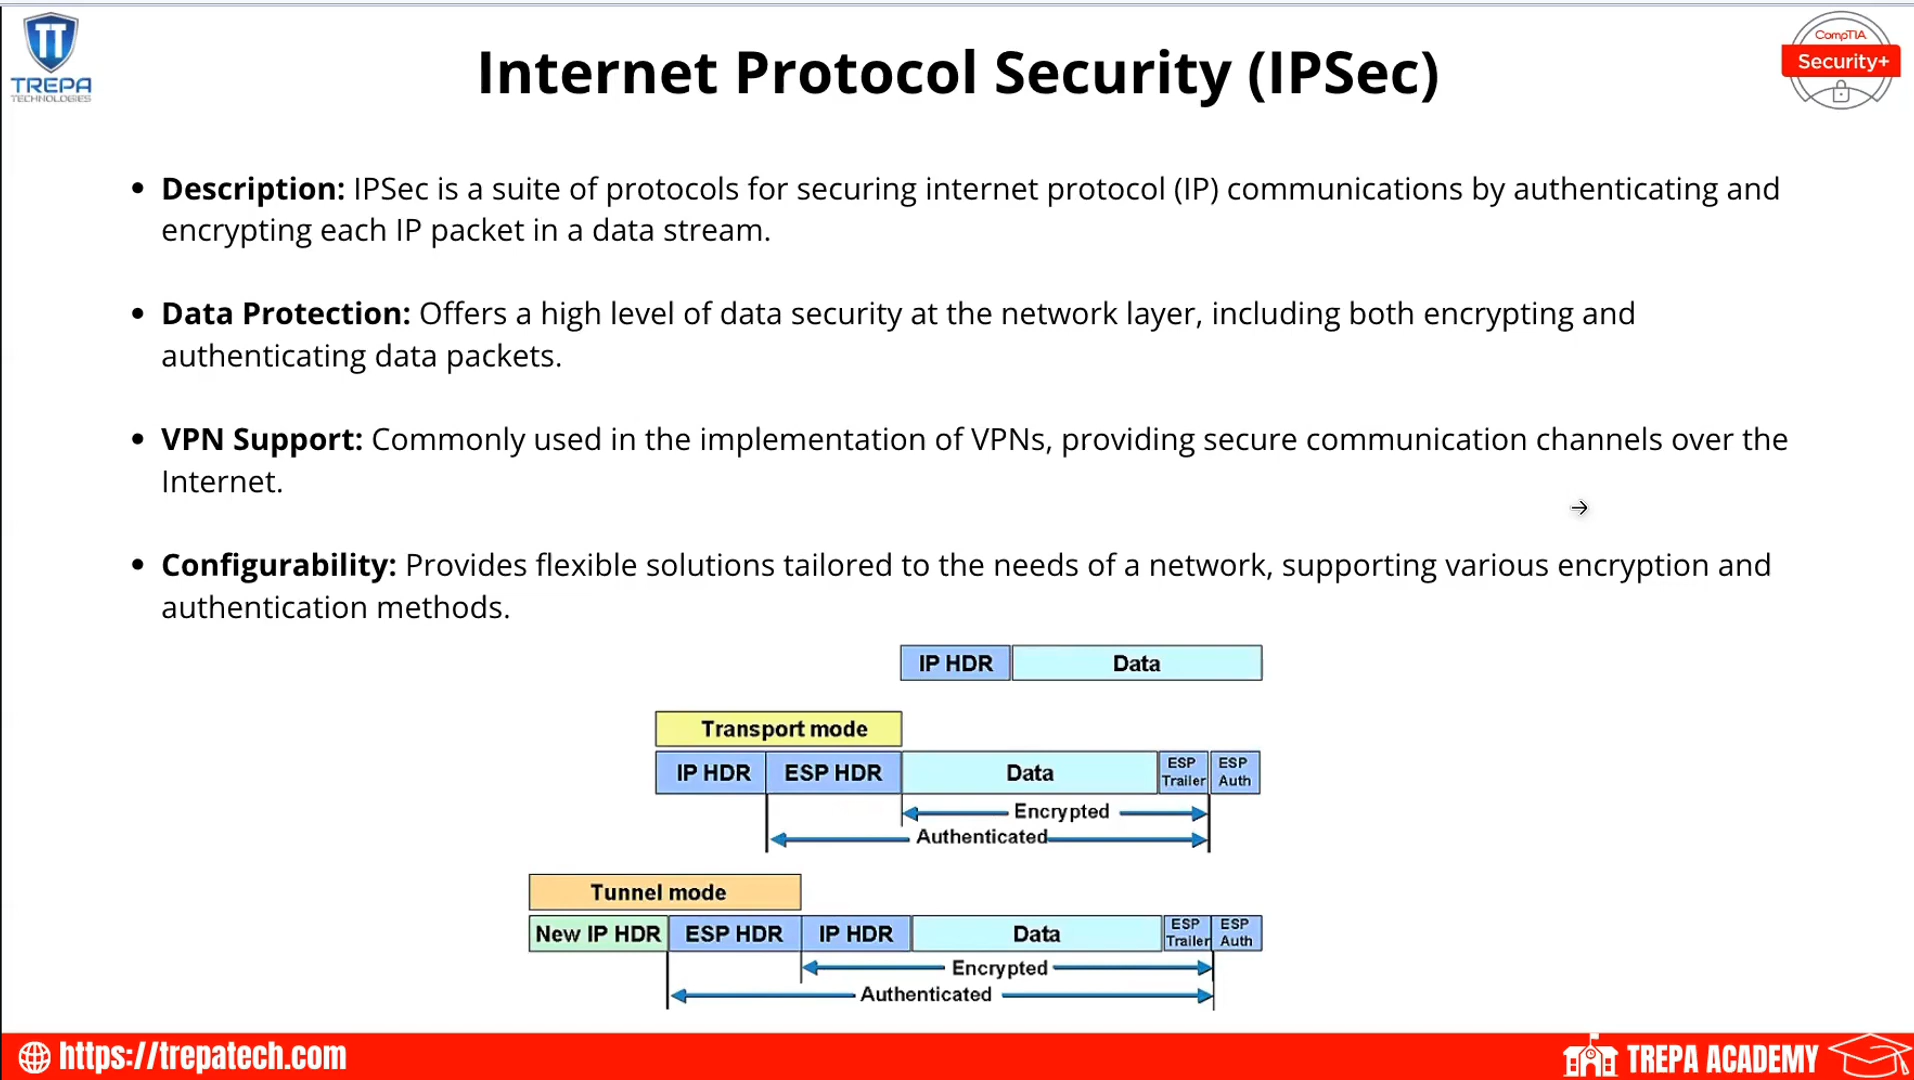 TREPA
TECHNOLOGIES
Internet Protocol Security (IPSec)
CompTIA
Security+
• Description: IPSec is a suite of protocols for securing internet protocol (IP) communications by authenticating and
encrypting each IP packet in a data stream.
• Data Protection: Offers a high level of data security at the network layer, including both encrypting and
authenticating data packets.
• VPN Support: Commonly used in the implementation of VPNs, providing secure communication channels over the
Internet.
• Configurability: Provides flexible solutions tailored to the needs of a network, supporting various encryption and
authentication methods.
IP HDR Data
Transport mode
IP HDR ESP HDR Data ESP Trailer ESP Auth
Encrypted
Authenticated
Tunnel mode
New IP HDR ESP HDR IP HDR Data ESP Trailer ESP Auth
Encrypted
Authenticated
https://trepatech.com
TREPA ACADEMY